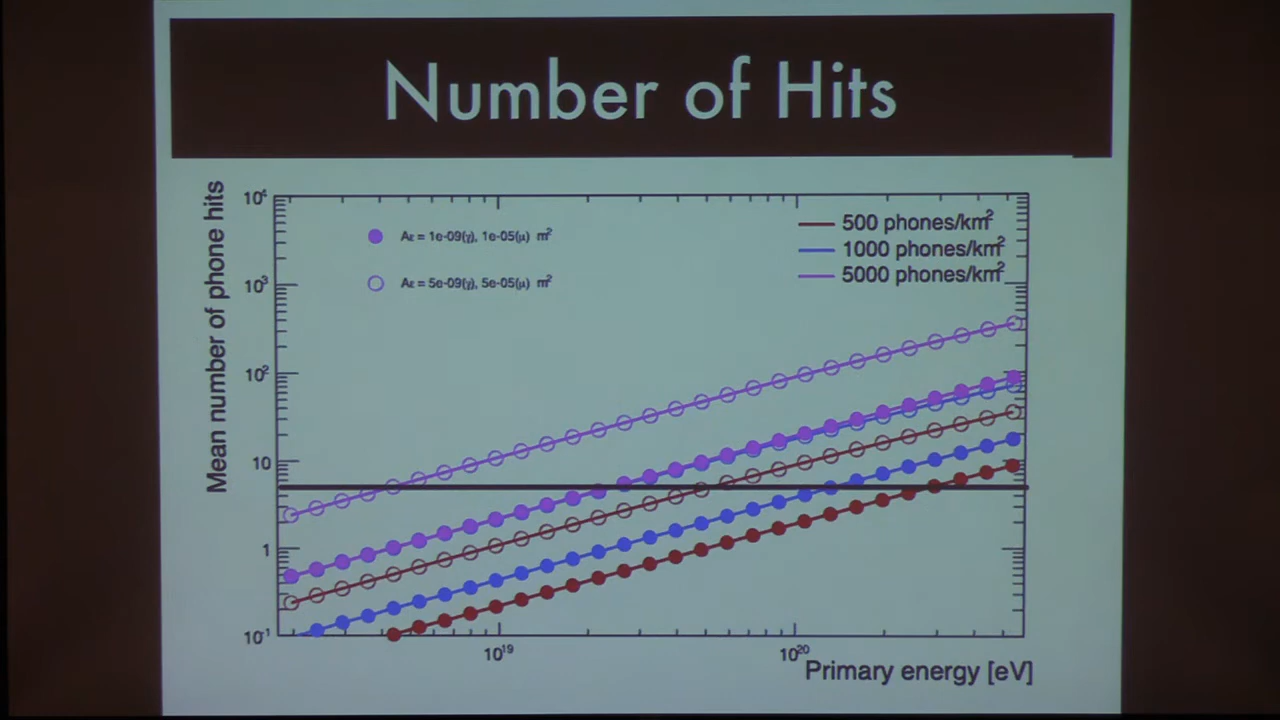 Number of Hits
Mean number of phone hits
10⁴
10³
10²
10
1
10⁻¹
Aε = 1e-09(γ), 1e-05(μ) m²
Aε = 5e-09(γ), 5e-05(μ) m²
500 phones/km²
1000 phones/km²
5000 phones/km²
10¹⁹
10²⁰
Primary energy [eV]